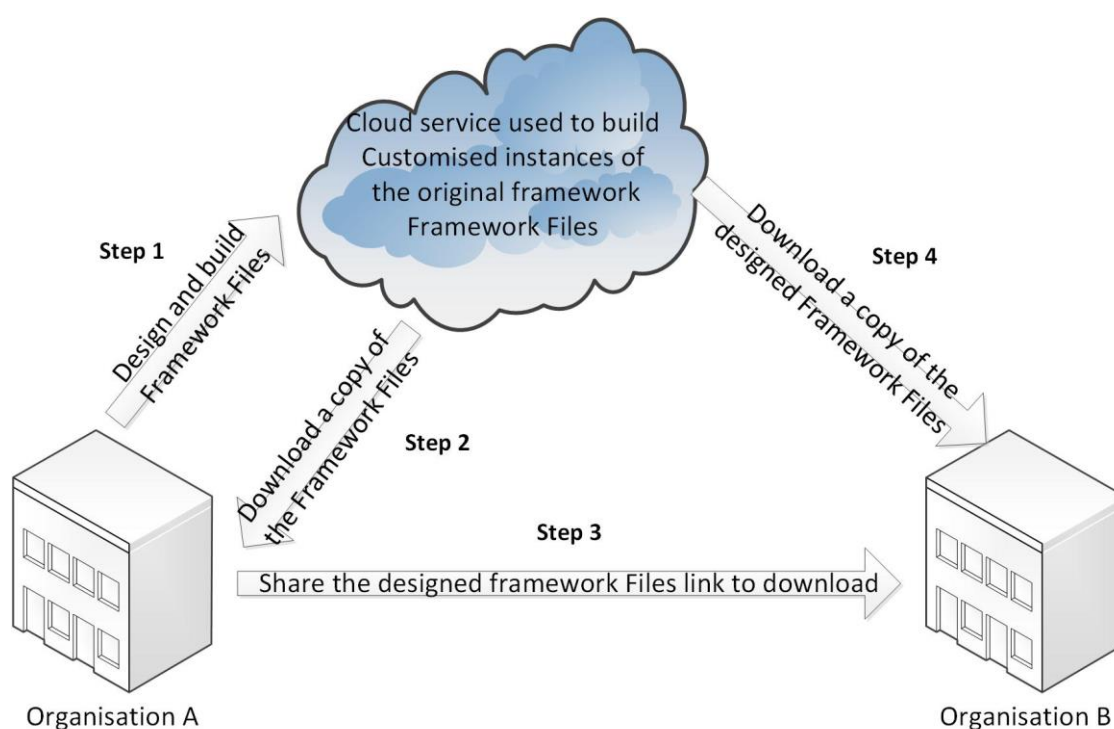 Cloud service used to build
Customised instances of
the original framework
Framework Files
Step 1
Design and build
Framework Files
Step 2
Download a copy of
the Framework Files
Step 3
Share the designed framework Files link to download
Step 4
Download a copy of the
designed Framework Files
Organisation A
Organisation B